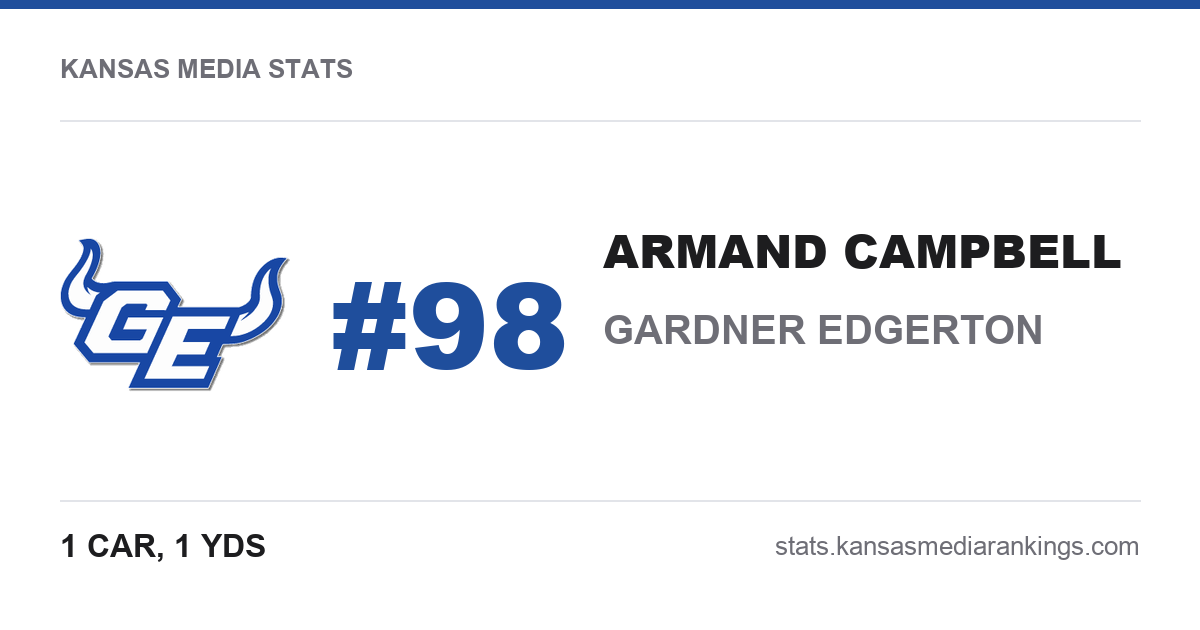 KANSAS MEDIA STATS
GE
#98
ARMAND CAMPBELL
GARDNER EDGERTON
1 CAR, 1 YDS
stats.kansasmediarankings.com